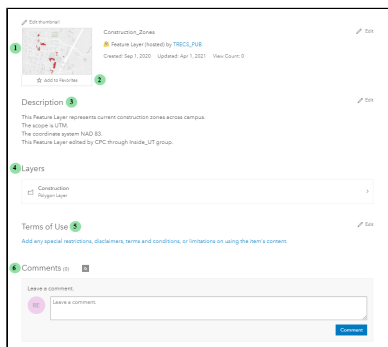 Edit thumbnail
Construction_Zones
Edit
1
Feature Layer (hosted) by TRECS_PUB
Created: Sep 1, 2020 Updated: Apr 1, 2021 View Count: 0
Add to Favorites
2
Description 3
Edit
This Feature Layer represents current construction zones across campus.
The scope is UTM.
The coordinate system NAD 83.
This Feature Layer edited by CPC through Inside_UT group.
4 Layers
Construction
Polygon Layer
Terms of Use 5
Edit
Add any special restrictions, disclaimers, terms and conditions, or limitations on using the item's content.
6 Comments (0)
Leave a comment.
RE
Leave a comment.
Comment